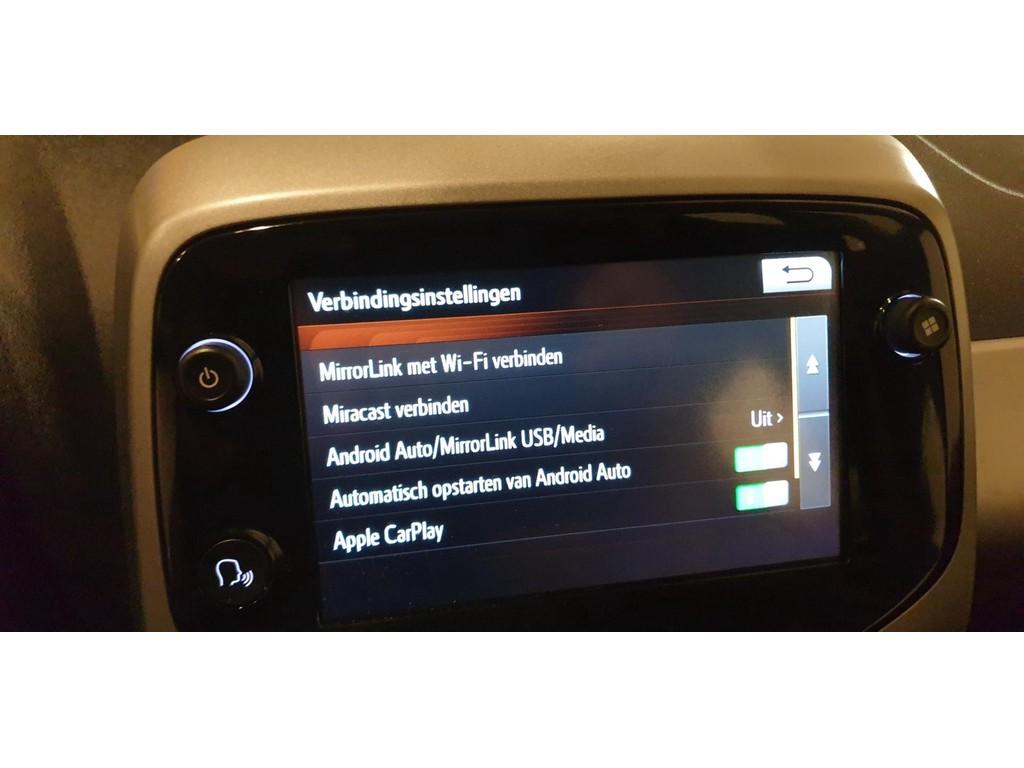 Verbindingsinstellingen
MirrorLink met Wi-Fi verbinden
Miracast verbinden
Android Auto/MirrorLink USB/Media Uit >
Automatisch opstarten van Android Auto
Apple CarPlay